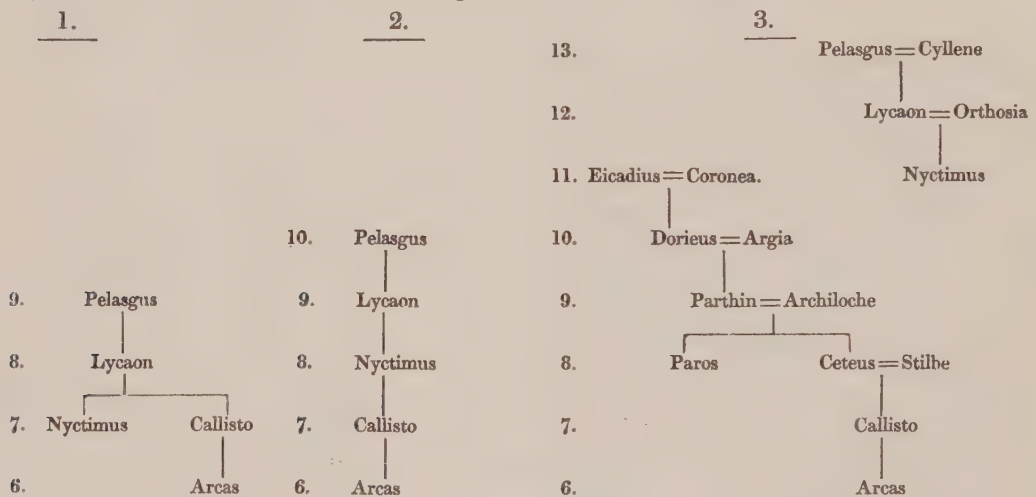 1. 2. 3.
13. Pelasgus=Cyllene
12. Lycaon=Orthosia
11. Eicadius=Coronea. Nyctimus
10. Pelasgus 10. Dorieus=Argia
9. Pelasgus 9. Lycaon 9. Parthin=Archiloche
8. Lycaon 8. Nyctimus 8. Paros Ceteus=Stilbe
7. Nyctimus Callisto 7. Callisto 7. Callisto
6. Arcas 6. Arcas 6. Arcas